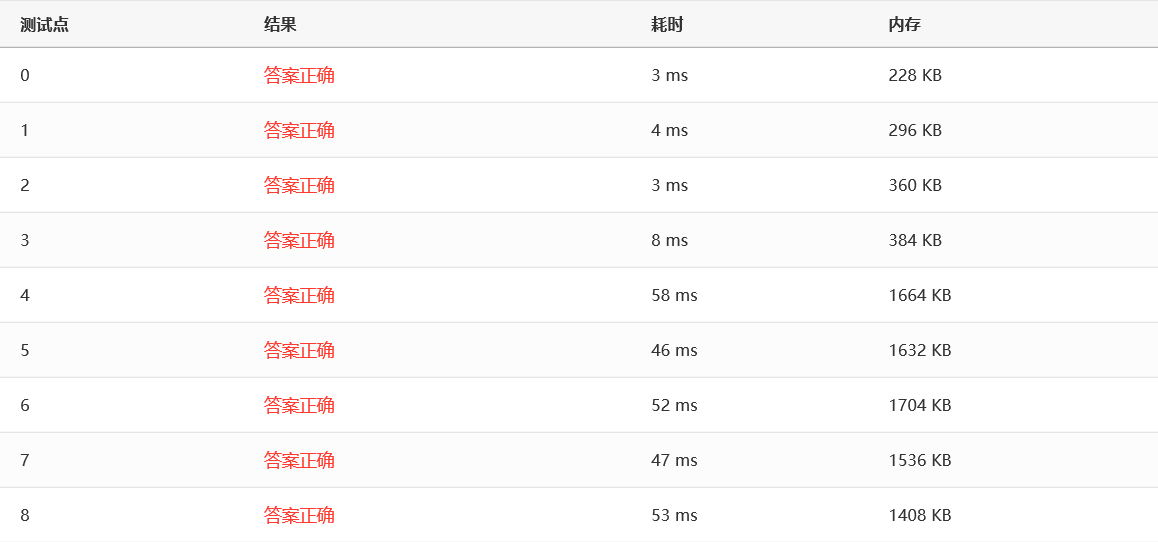 测试点 结果 耗时 内存
0 答案正确 3 ms 228 KB
1 答案正确 4 ms 296 KB
2 答案正确 3 ms 360 KB
3 答案正确 8 ms 384 KB
4 答案正确 58 ms 1664 KB
5 答案正确 46 ms 1632 KB
6 答案正确 52 ms 1704 KB
7 答案正确 47 ms 1536 KB
8 答案正确 53 ms 1408 KB